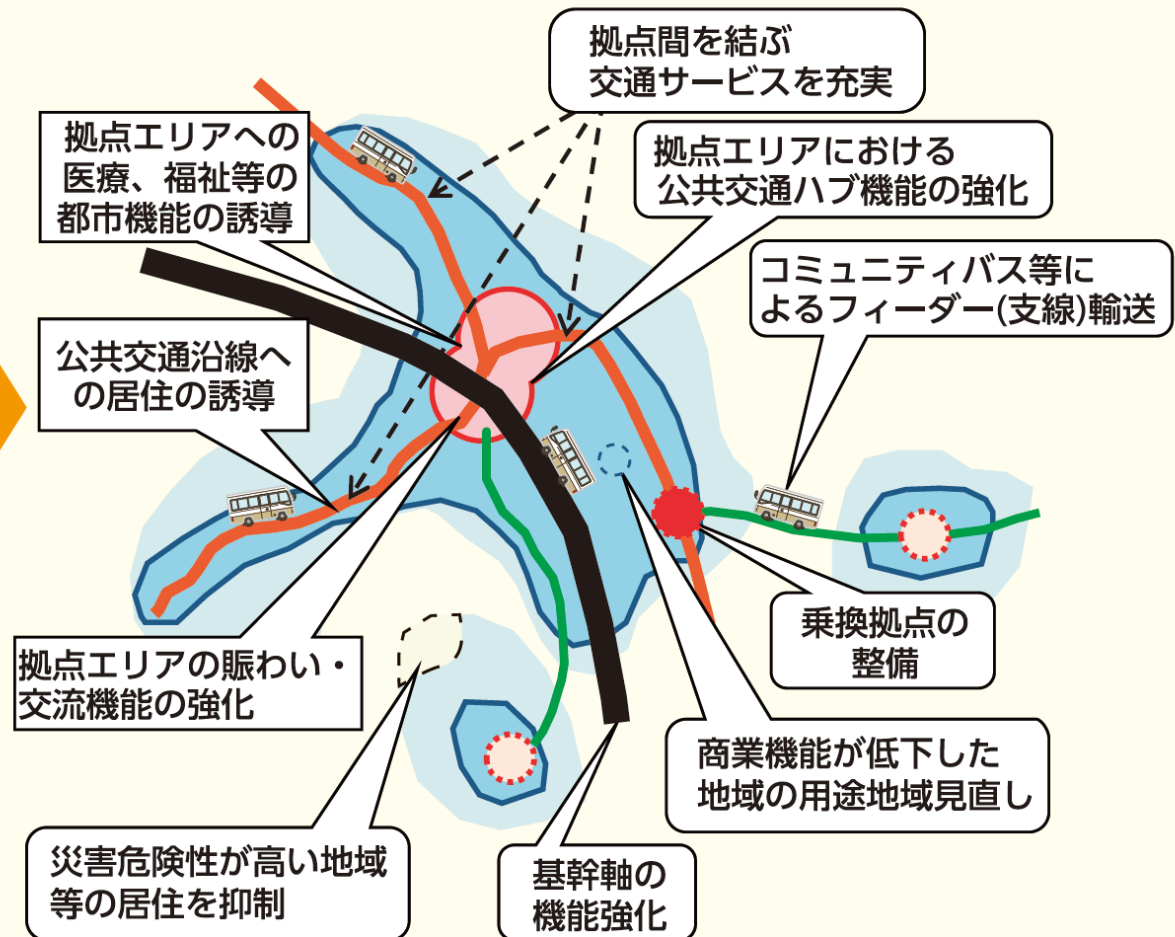 拠点間を結ぶ
交通サービスを充実
拠点エリアへの
医療、福祉等の
都市機能の誘導
拠点エリアにおける
公共交通ハブ機能の強化
コミュニティバス等に
よるフィーダー(支線)輸送
公共交通沿線へ
の居住の誘導
乗換拠点の
整備
拠点エリアの賑わい・
交流機能の強化
商業機能が低下した
地域の用途地域見直し
災害危険性が高い地域
等の居住を抑制
基幹軸の
機能強化